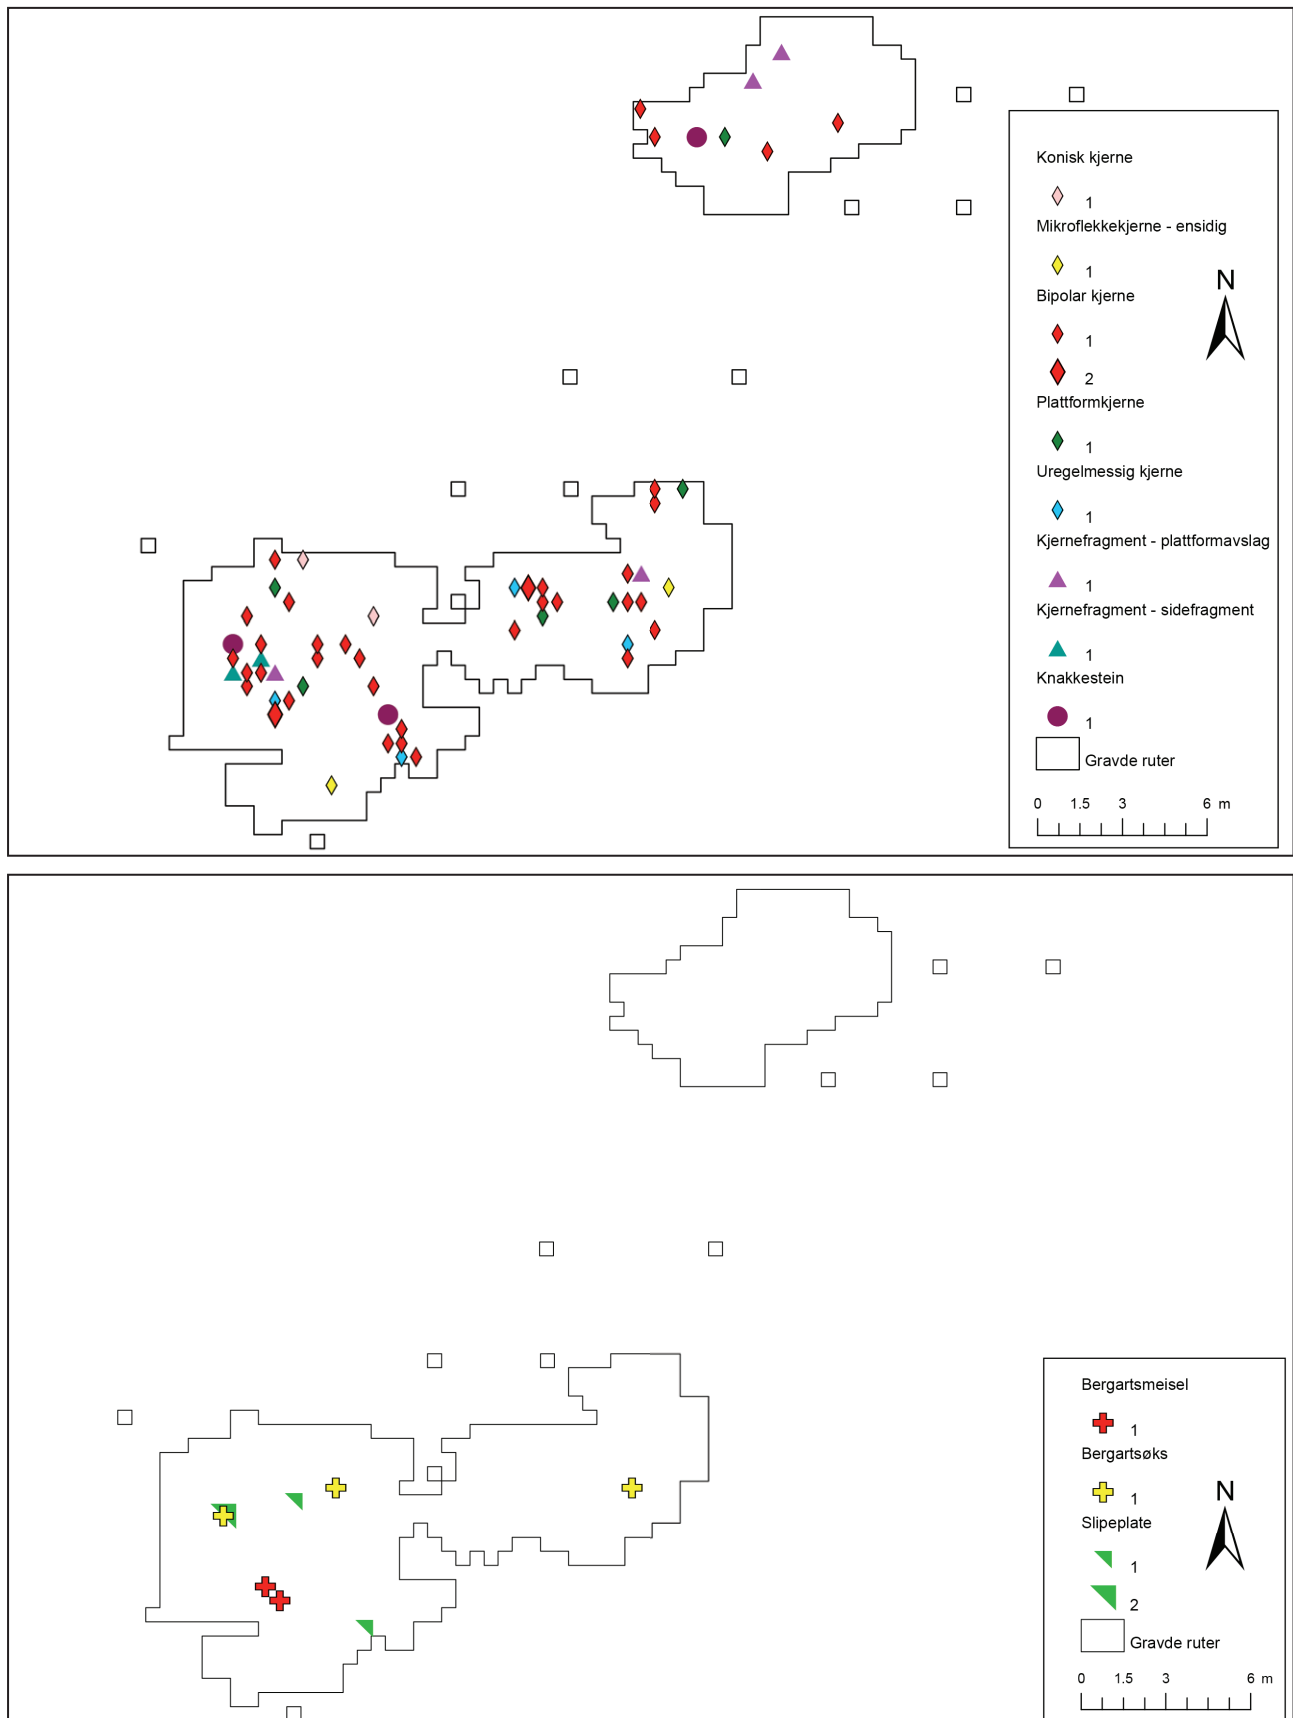 Konisk kjerne
1
Mikroflekkekjerne - ensidig
1
Bipolar kjerne
N
1
2
Plattformkjerne
1
Uregelmessig kjerne
1
Kjernefragment - plattformavslag
1
Kjernefragment - sidefragment
1
Knakkestein
1
Gravde ruter
0 1.5 3 6 m
Bergartsmeisel
1
Bergartsøks
N
1
Slipeplate
1
2
Gravde ruter
0 1.5 3 6 m